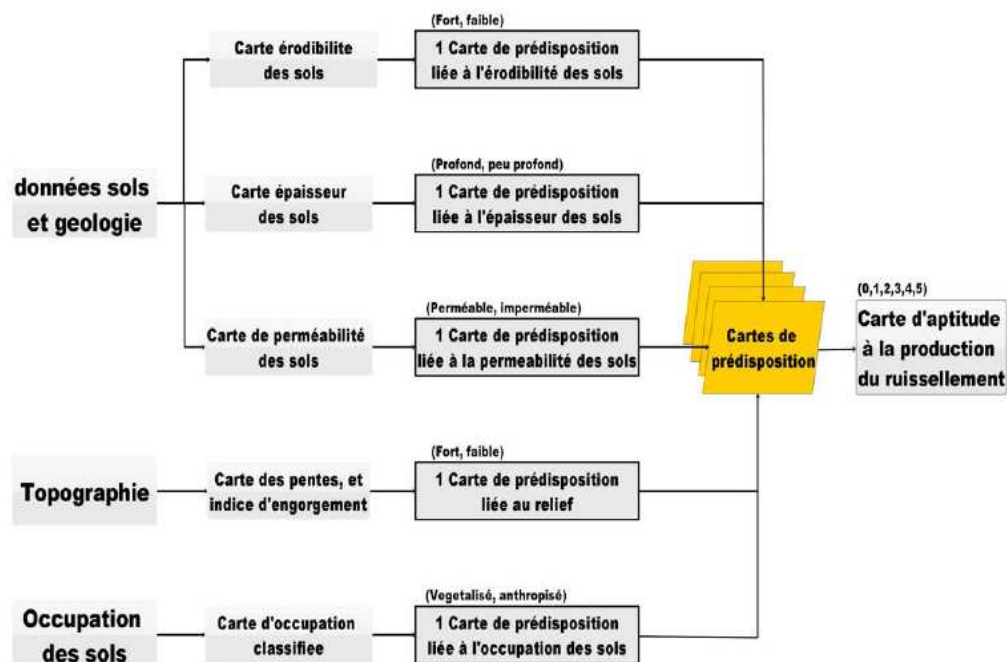 (Fort, faible)
Carte érodibilite
des sols
1 Carte de prédisposition
liée à l'érodibilité des sols
données sols
et geologie
(Profond, peu profond)
Carte épaisseur
des sols
1 Carte de prédisposition
liée à l'épaisseur des sols
(Perméable, imperméable)
Carte de perméabilité
des sols
1 Carte de prédisposition
liée à la permeabilité des sols
Cartes de
prédisposition
(0,1,2,3,4,5)
Carte d'aptitude
à la production
du ruissellement
Topographie
Carte des pentes, et
indice d'engorgement
(Fort, faible)
1 Carte de prédisposition
liée au relief
Occupation
des sols
Carte d'occupation
classifiee
(Vegetalisé, anthropisé)
1 Carte de prédisposition
liée à l'occupation des sols